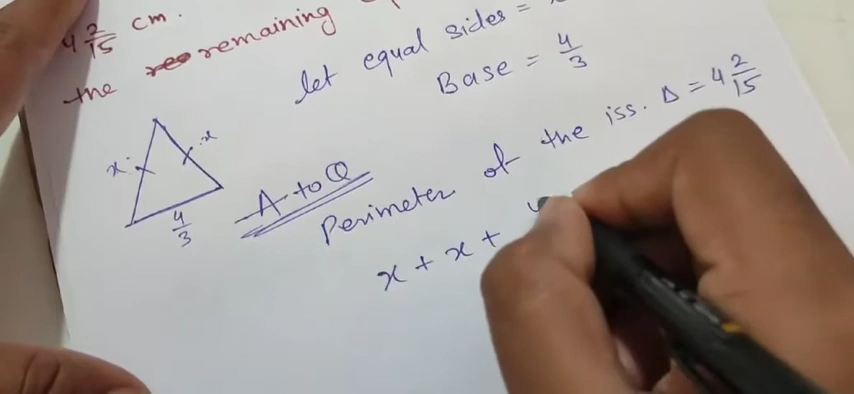 4 2/15 cm.
the remaining
let equal sides =
Base = 4/3
x x
4/3
A to Q
Perimeter of the iss. Δ = 4 2/15
x + x +